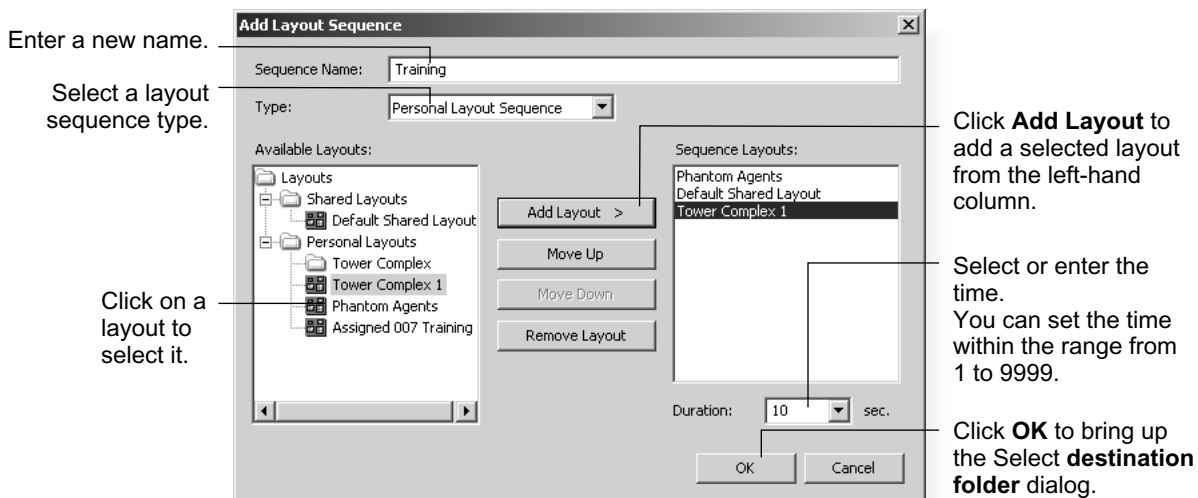 Add Layout Sequence
Enter a new name.
Sequence Name: Training
Select a layout
sequence type.
Type: Personal Layout Sequence
Available Layouts:
Layouts
Shared Layouts
Default Shared Layout
Personal Layouts
Tower Complex
Tower Complex 1
Phantom Agents
Assigned 007 Training
Click on a
layout to
select it.
Add Layout >
Move Up
Move Down
Remove Layout
Sequence Layouts:
Phantom Agents
Default Shared Layout
Tower Complex 1
Duration: 10 sec.
OK
Cancel
Click Add Layout to
add a selected layout
from the left-hand
column.
Select or enter the
time.
You can set the time
within the range from
1 to 9999.
Click OK to bring up
the Select destination
folder dialog.